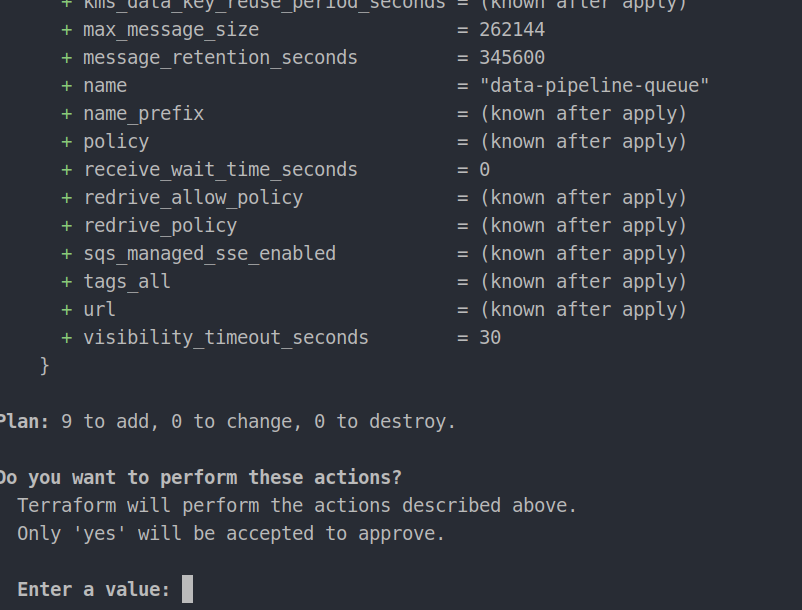 + kms_data_key_reuse_period_seconds = (known after apply)
+ max_message_size = 262144
+ message_retention_seconds = 345600
+ name = "data-pipeline-queue"
+ name_prefix = (known after apply)
+ policy = (known after apply)
+ receive_wait_time_seconds = 0
+ redrive_allow_policy = (known after apply)
+ redrive_policy = (known after apply)
+ sqs_managed_sse_enabled = (known after apply)
+ tags_all = (known after apply)
+ url = (known after apply)
+ visibility_timeout_seconds = 30
}
Plan: 9 to add, 0 to change, 0 to destroy.
Do you want to perform these actions?
Terraform will perform the actions described above.
Only 'yes' will be accepted to approve.
Enter a value: